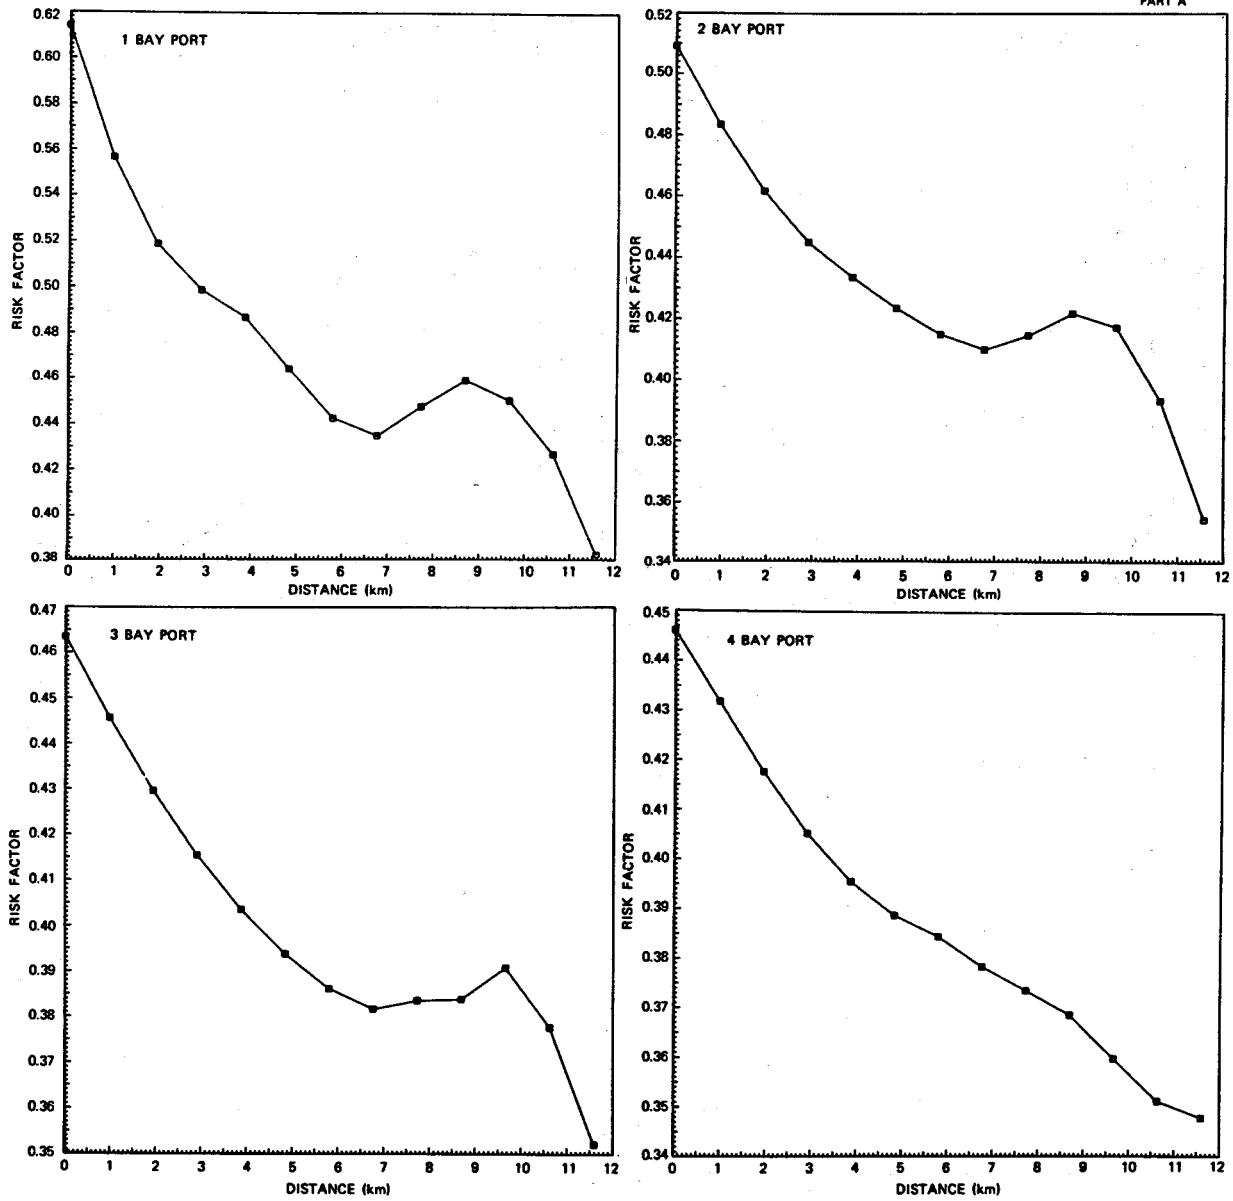 PART A
1 BAY PORT
RISK FACTOR
0.62
0.60
0.58
0.56
0.54
0.52
0.50
0.48
0.46
0.44
0.42
0.40
0.38
0 1 2 3 4 5 6 7 8 9 10 11 12
DISTANCE (km)
2 BAY PORT
RISK FACTOR
0.52
0.50
0.48
0.46
0.44
0.42
0.40
0.38
0.36
0.34
0 1 2 3 4 5 6 7 8 9 10 11 12
DISTANCE (km)
3 BAY PORT
RISK FACTOR
0.47
0.46
0.45
0.44
0.43
0.42
0.41
0.40
0.39
0.38
0.37
0.36
0.35
0 1 2 3 4 5 6 7 8 9 10 11 12
DISTANCE (km)
4 BAY PORT
RISK FACTOR
0.45
0.44
0.43
0.42
0.41
0.40
0.39
0.38
0.37
0.36
0.35
0.34
0 1 2 3 4 5 6 7 8 9 10 11 12
DISTANCE (km)